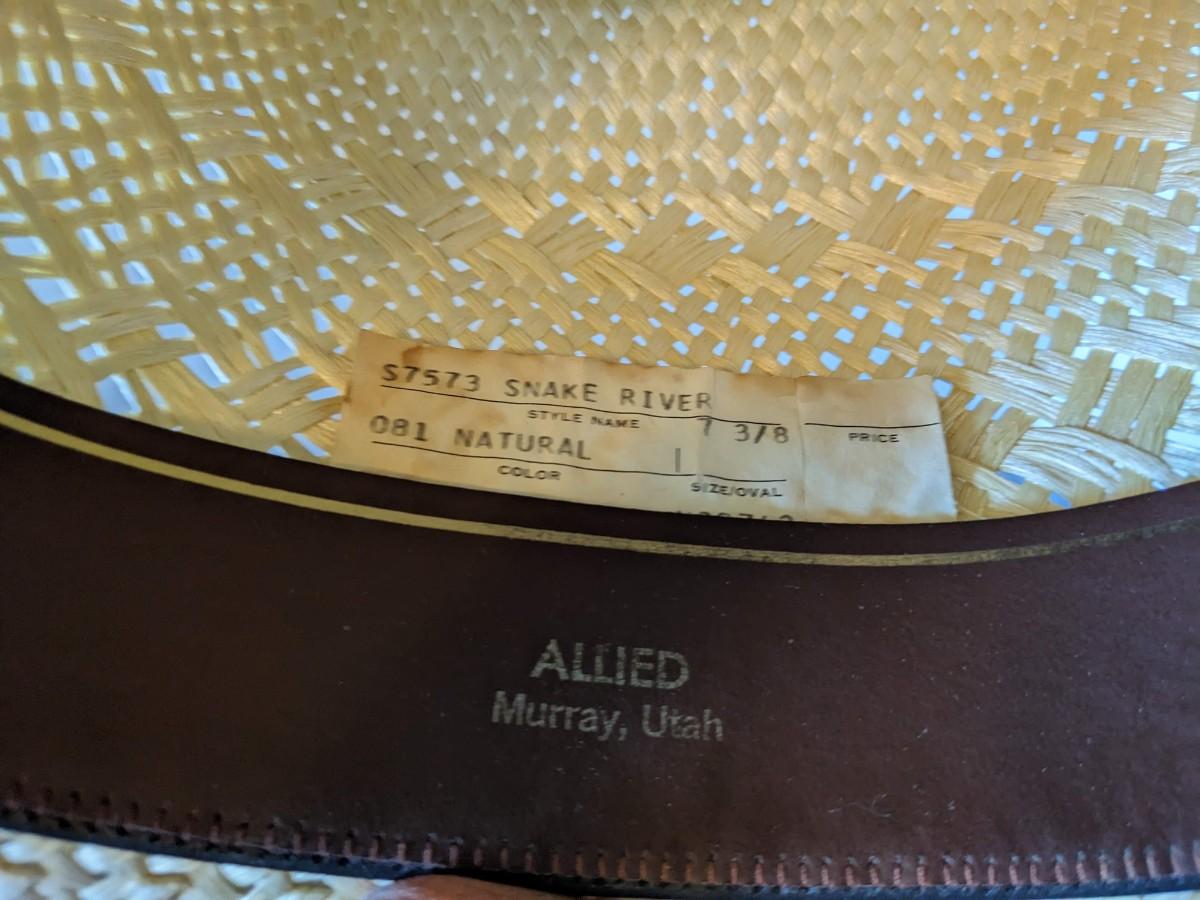 S7573 SNAKE RIVER
STYLE NAME
7 3/8
PRICE
081 NATURAL
COLOR
SIZE/OVAL
ALLIED
Murray, Utah